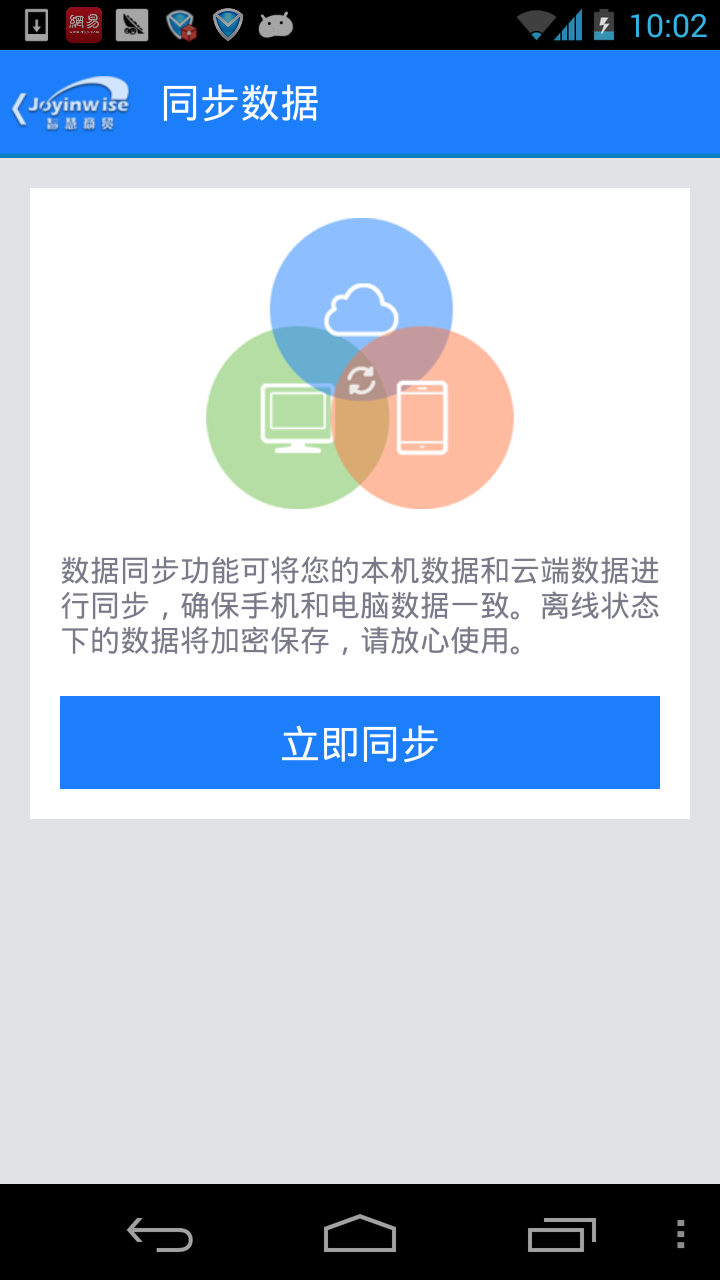 網易
10:02
Joyinwise
智慧商贸
同步数据
数据同步功能可将您的本机数据和云端数据进
行同步，确保手机和电脑数据一致。离线状态
下的数据将加密保存，请放心使用。
立即同步